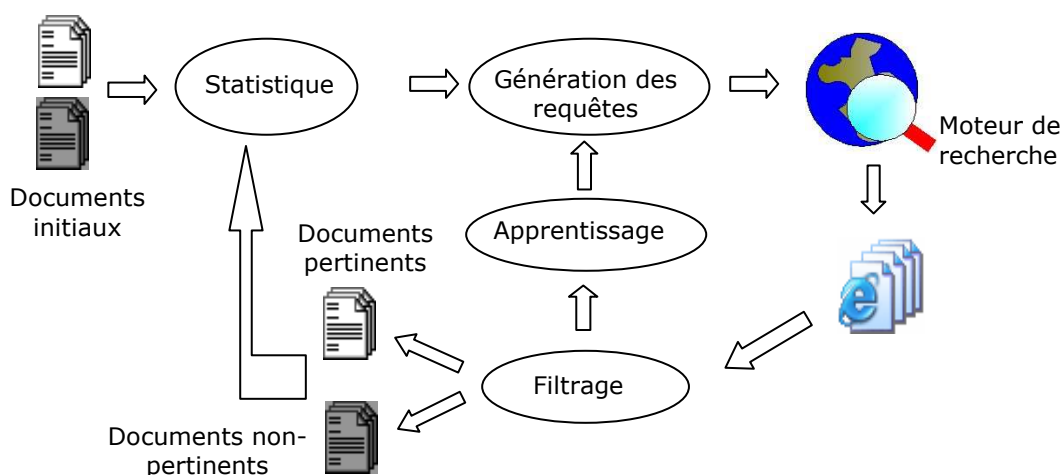 Statistique
Génération des
requêtes
Moteur de
recherche
Documents
initiaux
Apprentissage
Documents
pertinents
Filtrage
Documents non-
pertinents